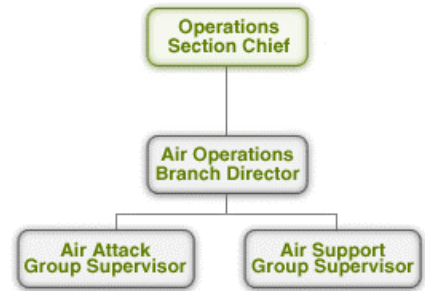 Operations
Section Chief
Air Operations
Branch Director
Air Attack
Group Supervisor
Air Support
Group Supervisor